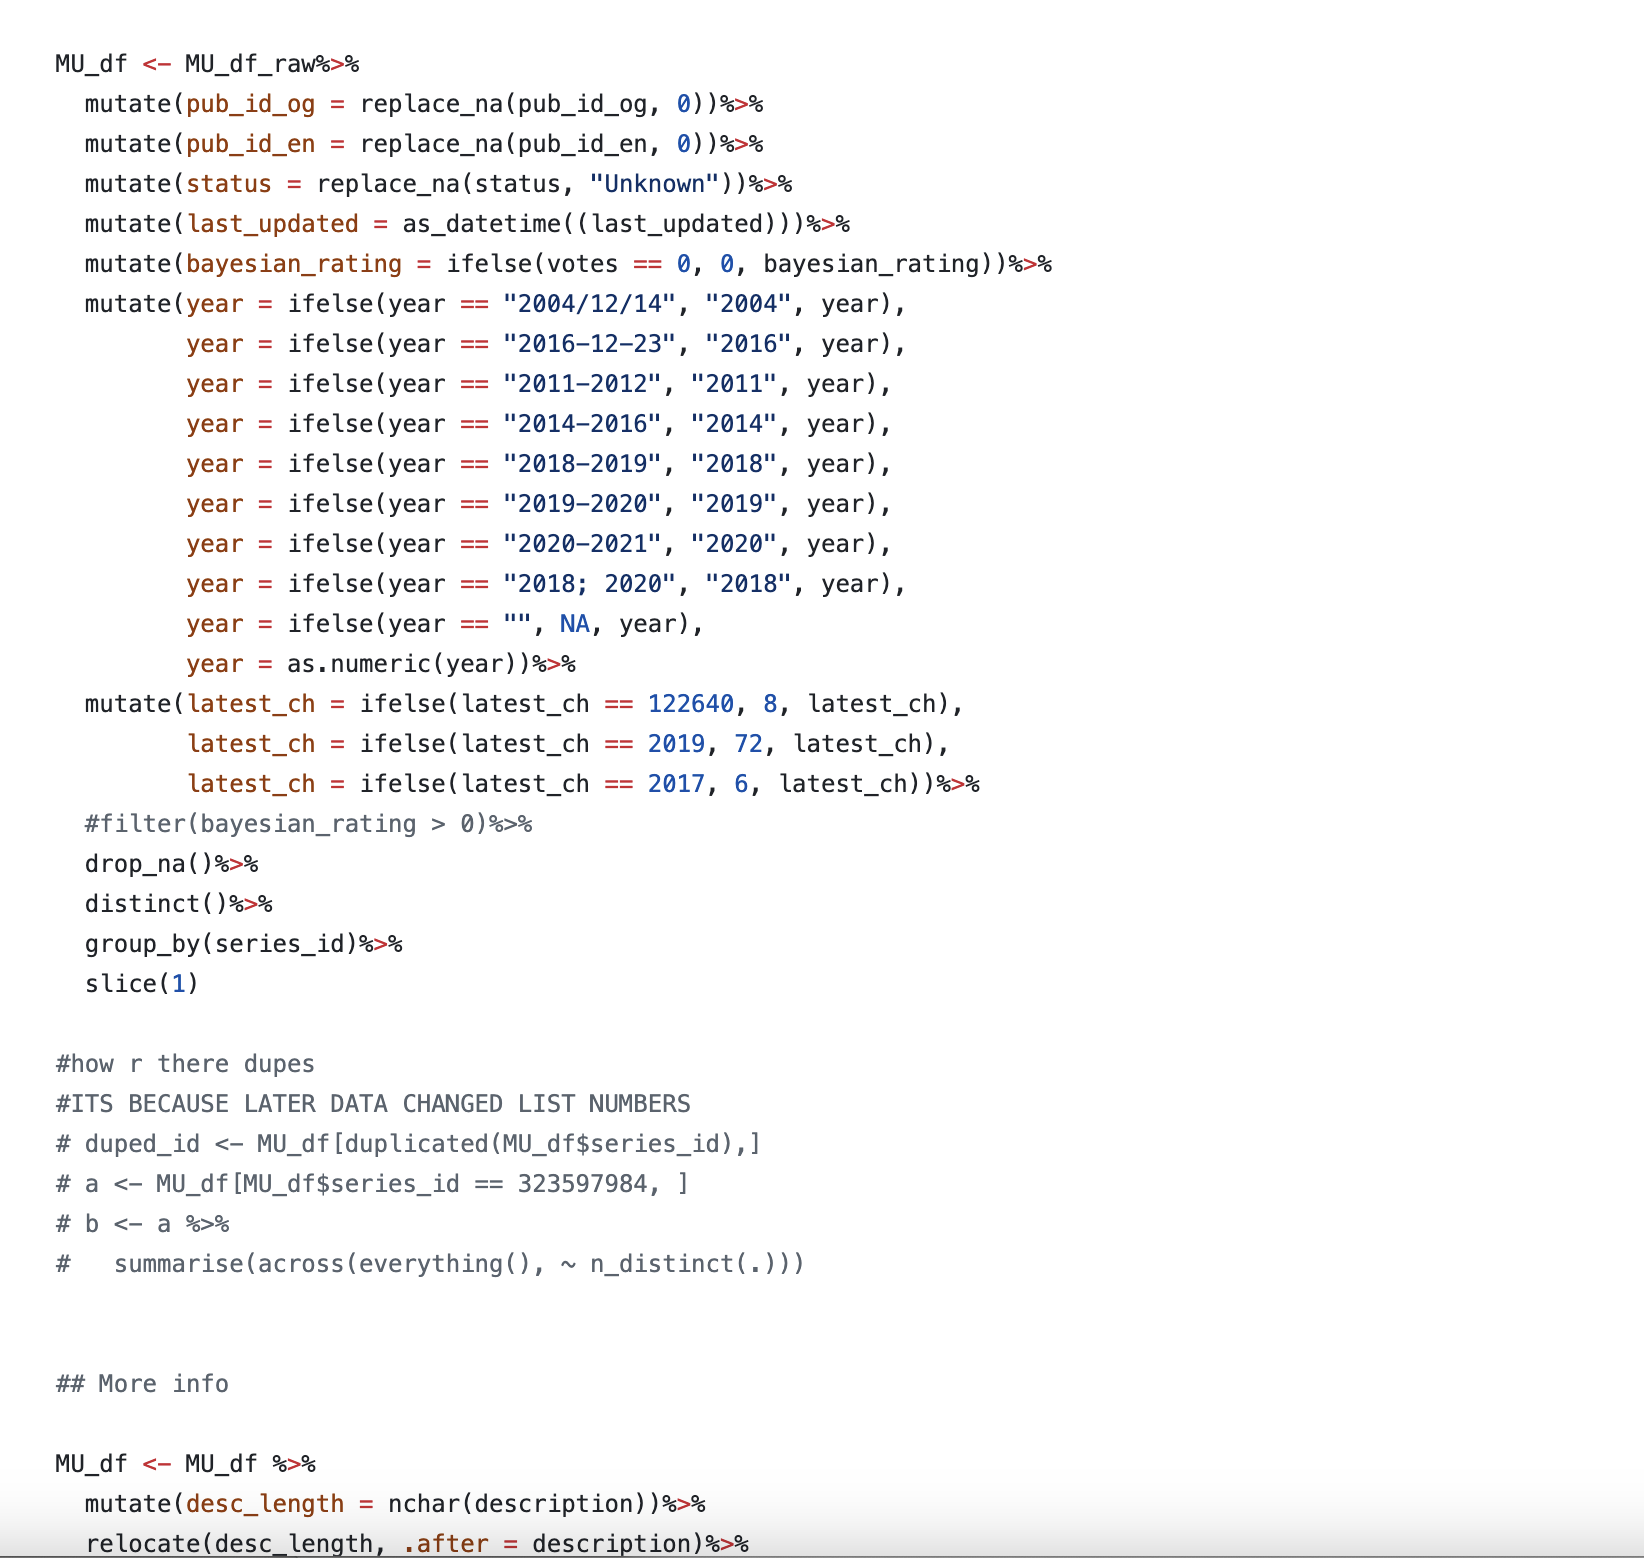 MU_df <- MU_df_raw%>%
  mutate(pub_id_og = replace_na(pub_id_og, 0))%>%
  mutate(pub_id_en = replace_na(pub_id_en, 0))%>%
  mutate(status = replace_na(status, "Unknown"))%>%
  mutate(last_updated = as_datetime((last_updated)))%>%
  mutate(bayesian_rating = ifelse(votes == 0, 0, bayesian_rating))%>%
  mutate(year = ifelse(year == "2004/12/14", "2004", year),
         year = ifelse(year == "2016-12-23", "2016", year),
         year = ifelse(year == "2011-2012", "2011", year),
         year = ifelse(year == "2014-2016", "2014", year),
         year = ifelse(year == "2018-2019", "2018", year),
         year = ifelse(year == "2019-2020", "2019", year),
         year = ifelse(year == "2020-2021", "2020", year),
         year = ifelse(year == "2018; 2020", "2018", year),
         year = ifelse(year == "", NA, year),
         year = as.numeric(year))%>%
  mutate(latest_ch = ifelse(latest_ch == 122640, 8, latest_ch),
         latest_ch = ifelse(latest_ch == 2019, 72, latest_ch),
         latest_ch = ifelse(latest_ch == 2017, 6, latest_ch))%>%
  #filter(bayesian_rating > 0)%>%
  drop_na()%>%
  distinct()%>%
  group_by(series_id)%>%
  slice(1)

#how r there dupes
#ITS BECAUSE LATER DATA CHANGED LIST NUMBERS
# duped_id <- MU_df[duplicated(MU_df$series_id),]
# a <- MU_df[MU_df$series_id == 323597984, ]
# b <- a %>%
#   summarise(across(everything(), ~ n_distinct(.)))

## More info

MU_df <- MU_df %>%
  mutate(desc_length = nchar(description))%>%
  relocate(desc_length, .after = description)%>%